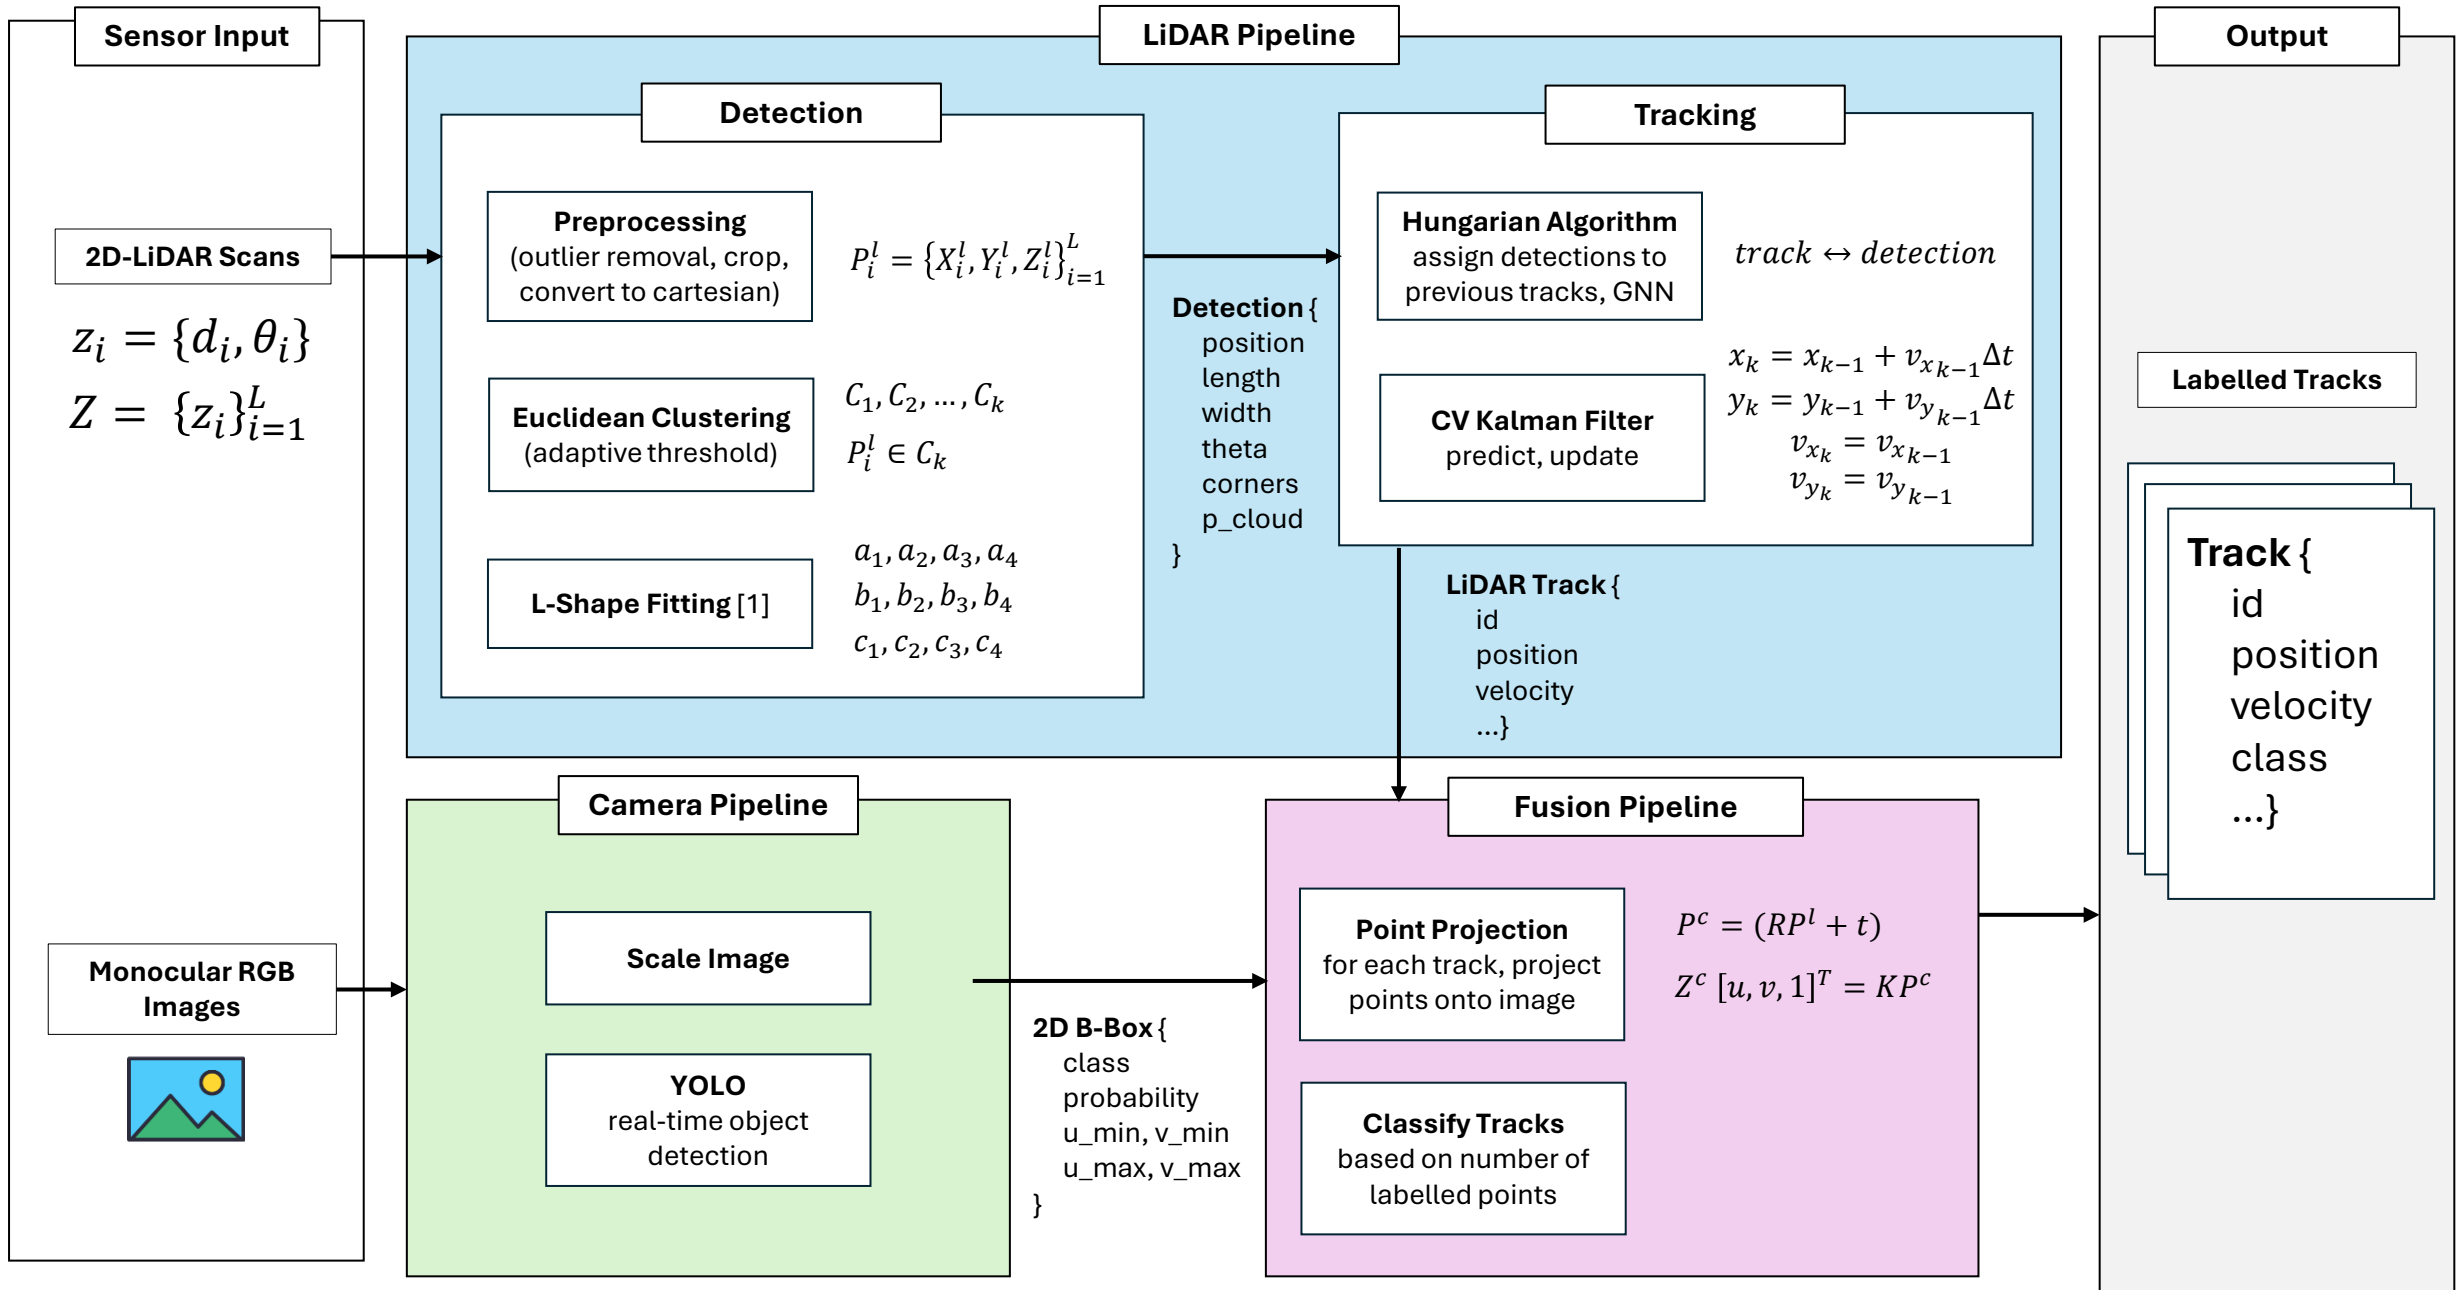 Sensor Input
2D-LiDAR Scans
z_i = {d_i, θ_i}
Z = {z_i}_{i=1}^L
Monocular RGB
Images
LiDAR Pipeline
Detection
Preprocessing
(outlier removal, crop,
convert to cartesian)
P_i^l = {X_i^l, Y_i^l, Z_i^l}_{i=1}^L
Euclidean Clustering
(adaptive threshold)
C_1, C_2, …, C_k
P_i^l ∈ C_k
L-Shape Fitting [1]
a_1, a_2, a_3, a_4
b_1, b_2, b_3, b_4
c_1, c_2, c_3, c_4
Detection {
position
length
width
theta
corners
p_cloud
}
Tracking
Hungarian Algorithm
assign detections to
previous tracks, GNN
track ↔ detection
CV Kalman Filter
predict, update
x_k = x_{k−1} + v_{x_{k−1}}Δt
y_k = y_{k−1} + v_{y_{k−1}}Δt
v_{x_k} = v_{x_{k−1}}
v_{y_k} = v_{y_{k−1}}
LiDAR Track {
id
position
velocity
...}
Camera Pipeline
Scale Image
YOLO
real-time object
detection
2D B-Box {
class
probability
u_min, v_min
u_max, v_max
}
Fusion Pipeline
Point Projection
for each track, project
points onto image
P^c = (RP^l + t)
Z^c [u, v, 1]^T = KP^c
Classify Tracks
based on number of
labelled points
Output
Labelled Tracks
Track {
id
position
velocity
class
...}